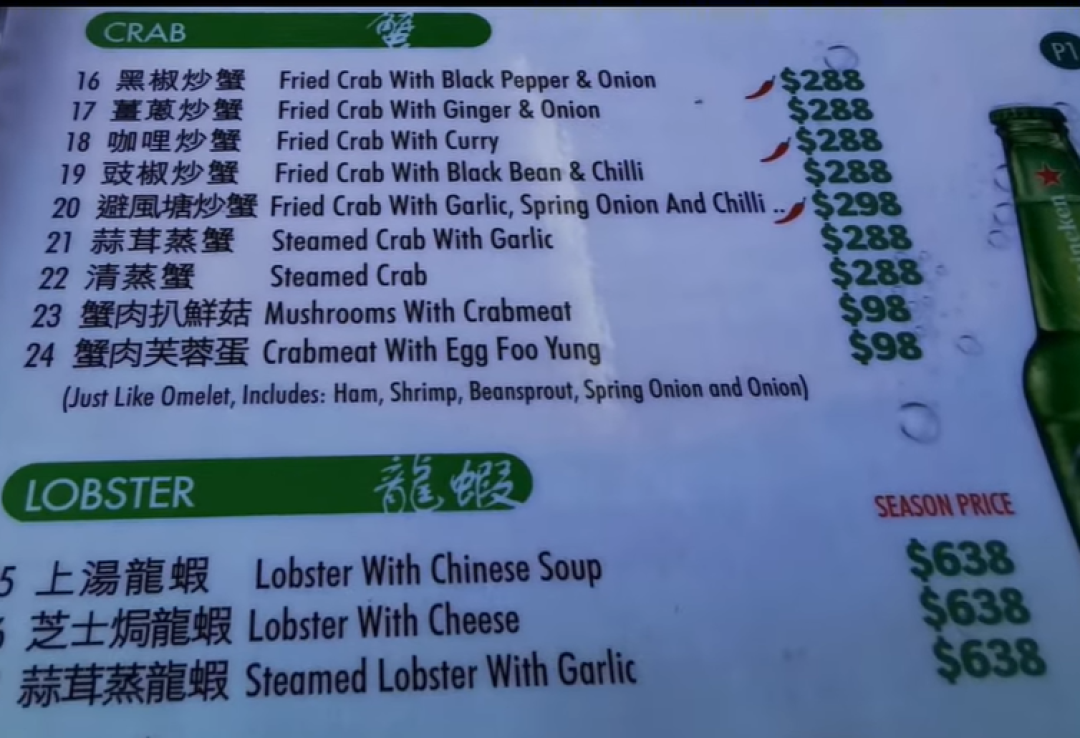 CRAB 蟹
P1
16 黑椒炒蟹 Fried Crab With Black Pepper & Onion $288
17 薑蔥炒蟹 Fried Crab With Ginger & Onion $288
18 咖哩炒蟹 Fried Crab With Curry $288
19 豉椒炒蟹 Fried Crab With Black Bean & Chilli $288
20 避風塘炒蟹 Fried Crab With Garlic, Spring Onion And Chilli .. $298
21 蒜茸蒸蟹 Steamed Crab With Garlic $288
22 清蒸蟹 Steamed Crab $288
23 蟹肉扒鮮菇 Mushrooms With Crabmeat $98
24 蟹肉芙蓉蛋 Crabmeat With Egg Foo Yung $98
(Just Like Omelet, Includes: Ham, Shrimp, Beansprout, Spring Onion and Onion)
LOBSTER 龍蝦
SEASON PRICE
5 上湯龍蝦 Lobster With Chinese Soup $638
芝士焗龍蝦 Lobster With Cheese $638
蒜茸蒸龍蝦 Steamed Lobster With Garlic $638